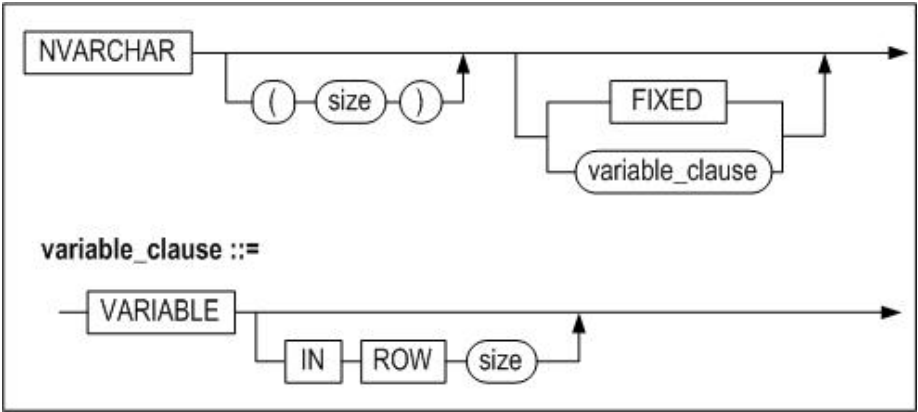 NVARCHAR
( size )
FIXED
variable_clause
variable_clause ::=
VARIABLE
IN ROW size